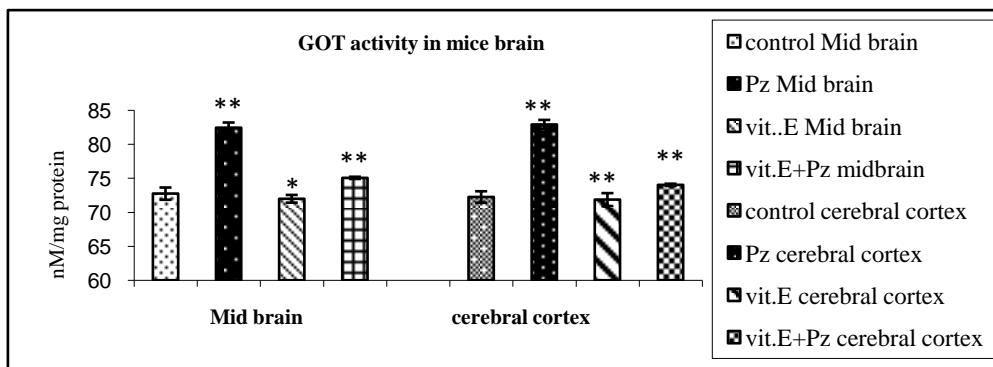 GOT activity in mice brain
nM/mg protein
85
80
75
70
65
60
**
*
**
**
**
**
Mid brain
cerebral cortex
control Mid brain
Pz Mid brain
vit..E Mid brain
vit.E+Pz midbrain
control cerebral cortex
Pz cerebral cortex
vit.E cerebral cortex
vit.E+Pz cerebral cortex